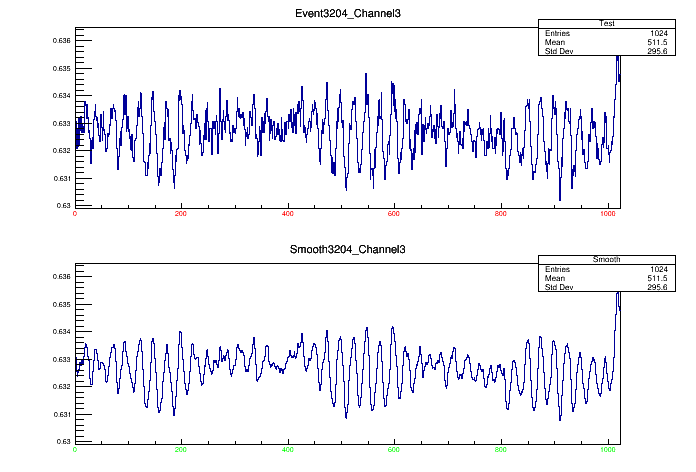 Event3204_Channel3
Test
Entries 1024
Mean 511.5
Std Dev 295.6
0.636
0.635
0.634
0.633
0.632
0.631
0.63
0 200 400 600 800 1000
Smooth3204_Channel3
Smooth
Entries 1024
Mean 511.5
Std Dev 295.6
0.636
0.635
0.634
0.633
0.632
0.631
0.63
0 200 400 600 800 1000